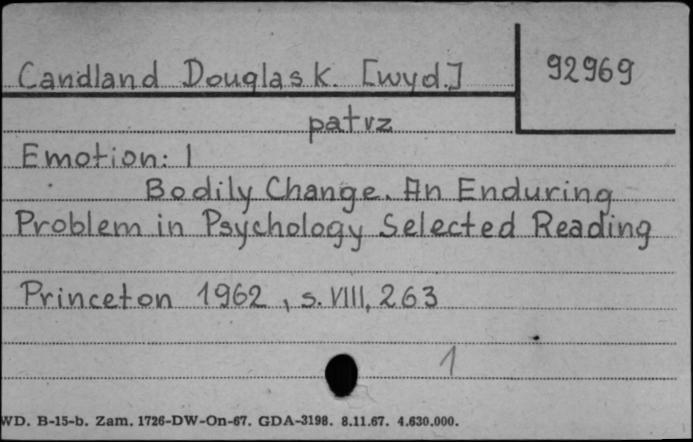 Candland Douglas K. [wyd.]
92969
patrz
Emotion: 1
Bodily Change. An Enduring
Problem in Psychology Selected Reading
Princeton 1962, s. VIII, 263
1
WD. B-15-b. Zam. 1726-DW-On-67. GDA-3198. 8.11.67. 4.630.000.